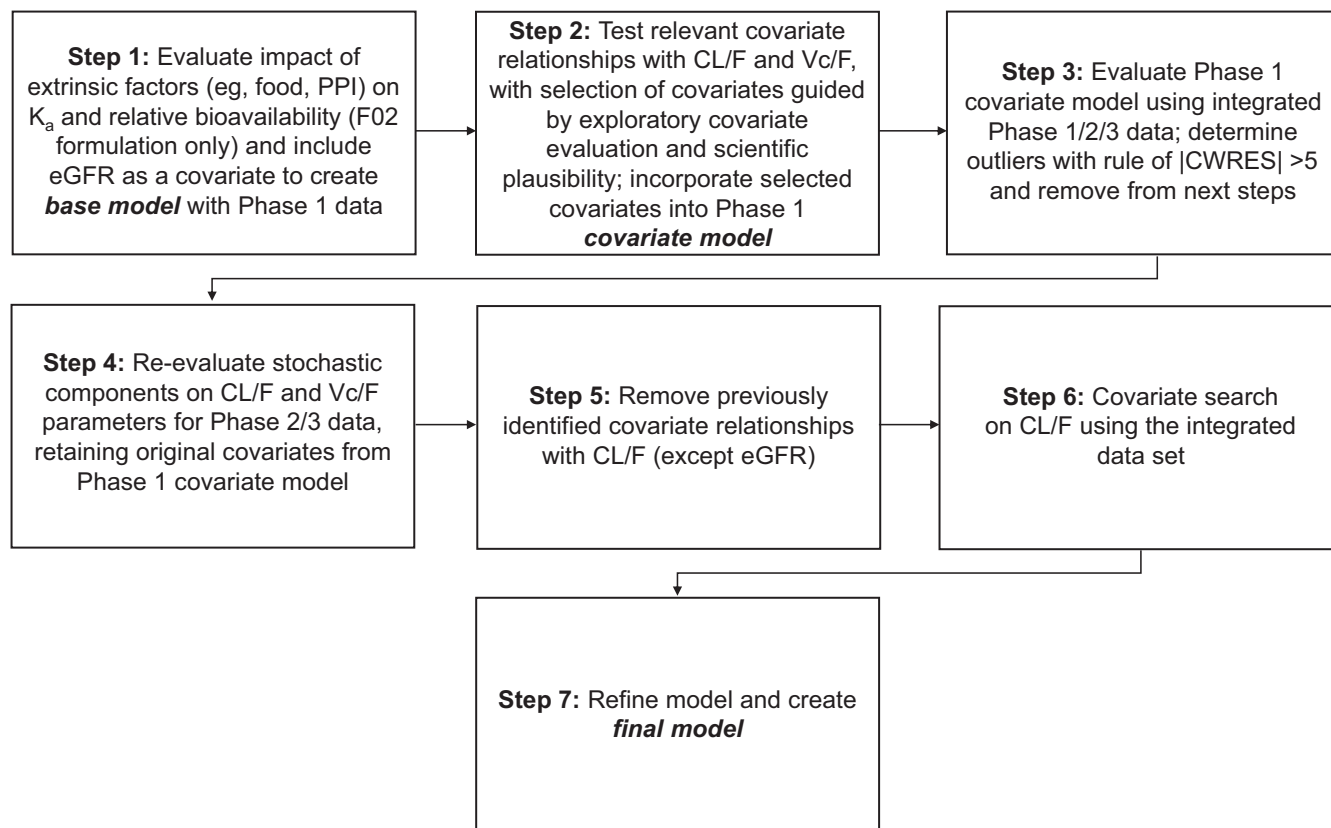 Step 1: Evaluate impact of
extrinsic factors (eg, food, PPI) on
Ka and relative bioavailability (F02
formulation only) and include
eGFR as a covariate to create
base model with Phase 1 data
Step 2: Test relevant covariate
relationships with CL/F and Vc/F,
with selection of covariates guided
by exploratory covariate
evaluation and scientific
plausibility; incorporate selected
covariates into Phase 1
covariate model
Step 3: Evaluate Phase 1
covariate model using integrated
Phase 1/2/3 data; determine
outliers with rule of |CWRES| >5
and remove from next steps
Step 4: Re-evaluate stochastic
components on CL/F and Vc/F
parameters for Phase 2/3 data,
retaining original covariates from
Phase 1 covariate model
Step 5: Remove previously
identified covariate relationships
with CL/F (except eGFR)
Step 6: Covariate search
on CL/F using the integrated
data set
Step 7: Refine model and create
final model